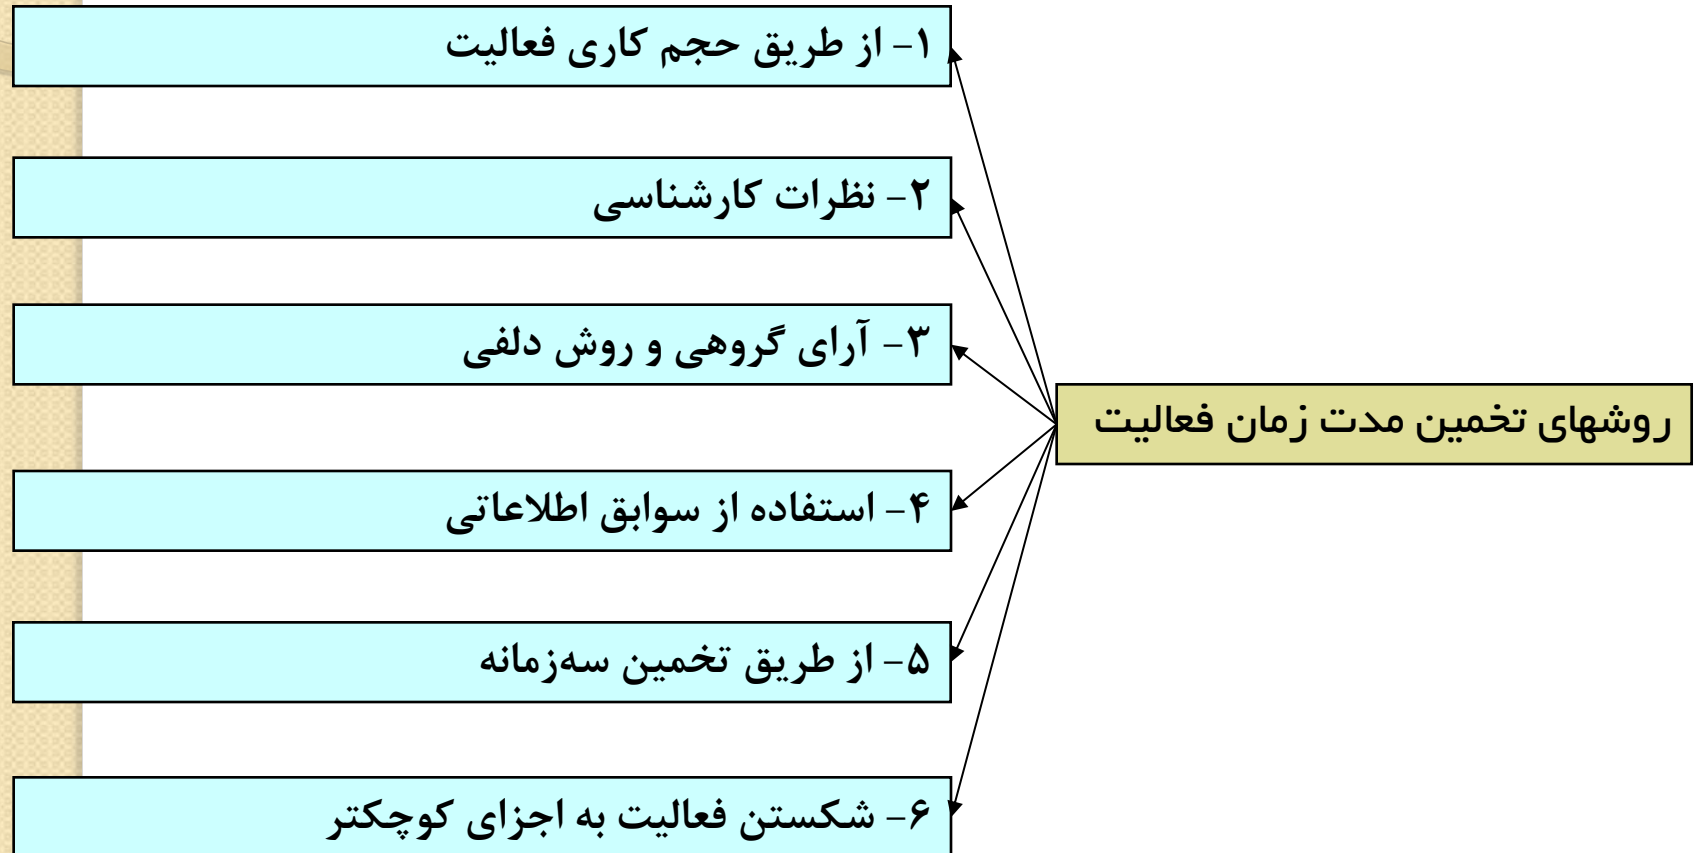 روشهای تخمین مدت زمان فعالیت
۱- از طریق حجم کاری فعالیت
۲- نظرات کارشناسی
۳- آرای گروهی و روش دلفی
۴- استفاده از سوابق اطلاعاتی
۵- از طریق تخمین سه‌زمانه
۶- شکستن فعالیت به اجزای کوچکتر